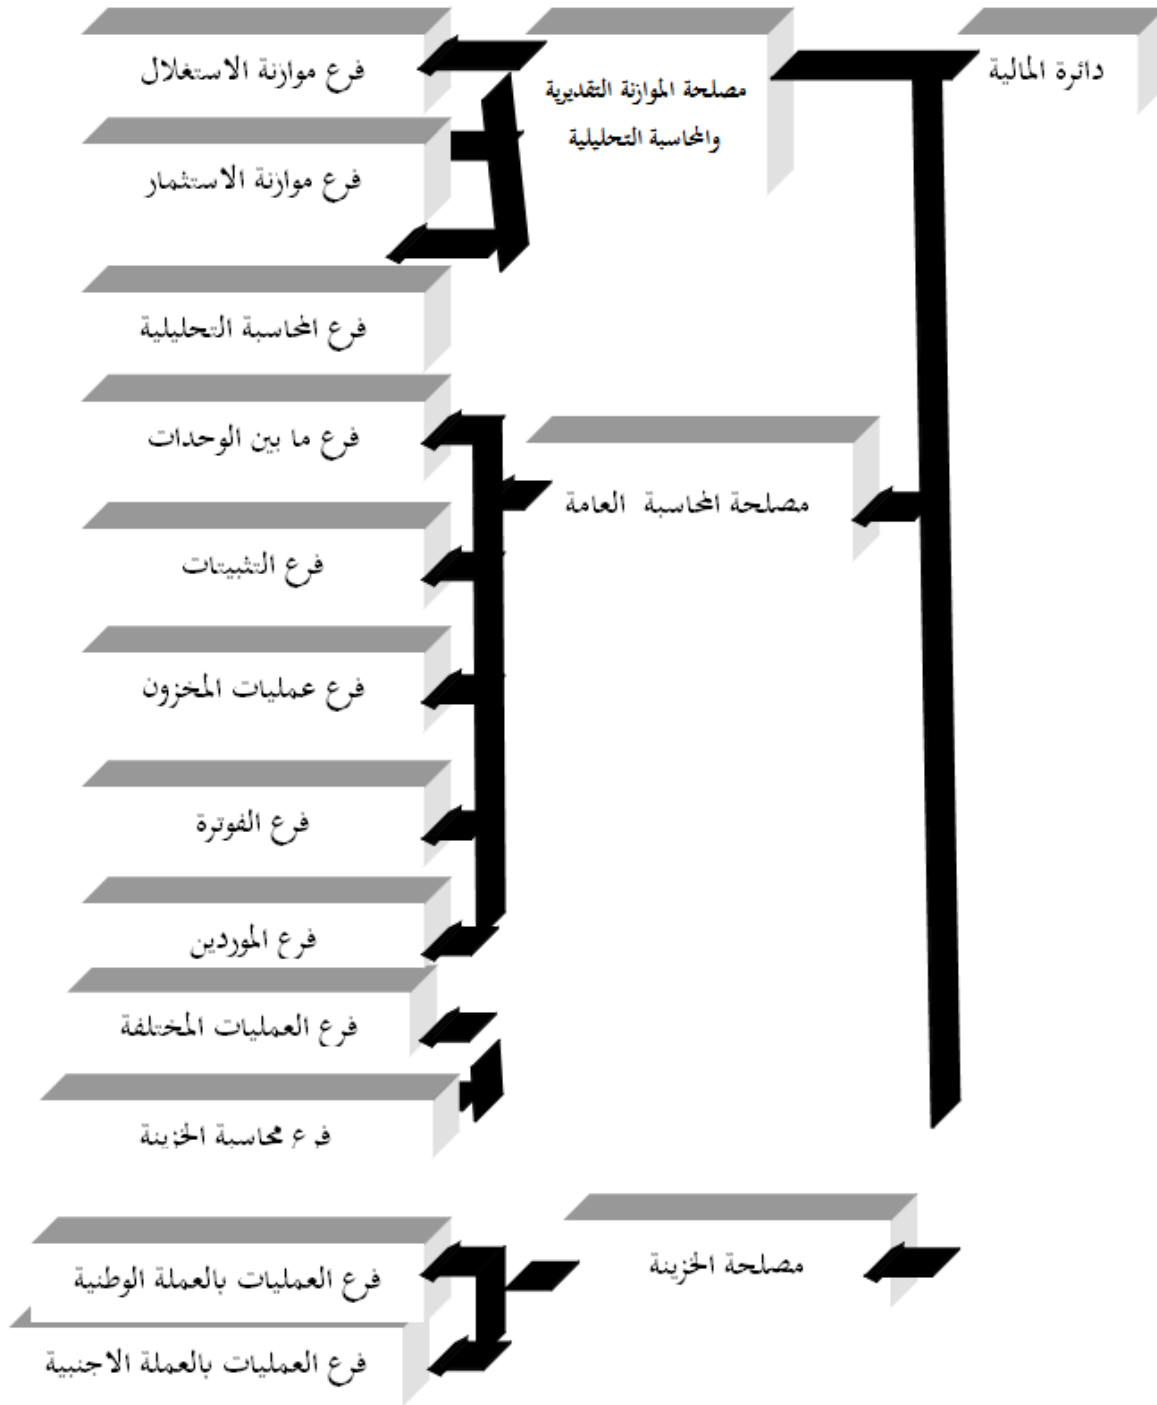 دائرة المالية
مصلحة الموازنة التقديرية
والمحاسبة التحليلية
فرع موازنة الاستغلال
فرع موازنة الاستثمار
فرع المحاسبة التحليلية
مصلحة المحاسبة العامة
فرع ما بين الوحدات
فرع التثبيتات
فرع عمليات المخزون
فرع الفوترة
فرع الموردين
فرع العمليات المختلفة
فرع محاسبة الخزينة
مصلحة الخزينة
فرع العمليات بالعملة الوطنية
فرع العمليات بالعملة الاجنبية